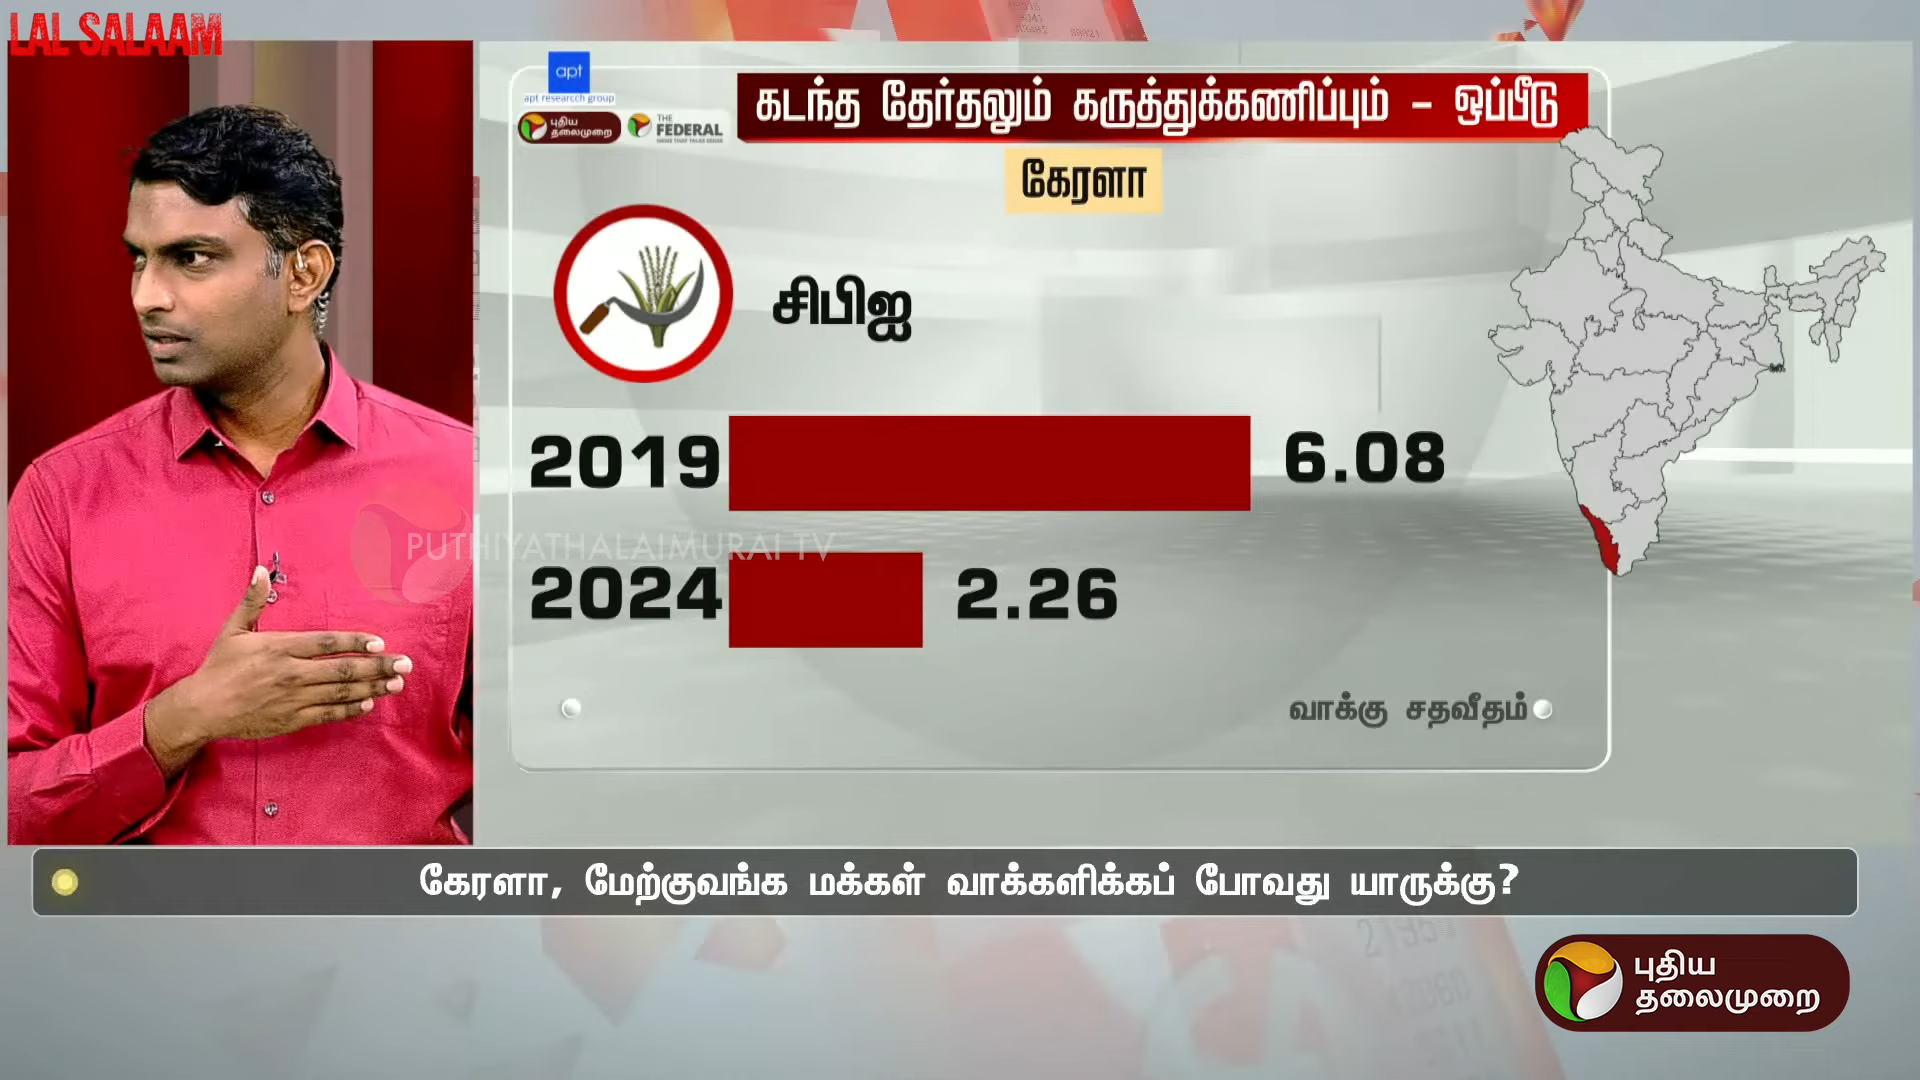 LAL SALAAM
apt
apt researcch group
புதிய
தலைமுறை
THE
FEDERAL
கடந்த தேர்தலும் கருத்துக்கணிப்பும் - ஒப்பீடு
கேரளா
சிபிஐ
2019 6.08
PUTHIYATHALAIMURAI TV
2024 2.26
வாக்கு சதவீதம்
கேரளா, மேற்குவங்க மக்கள் வாக்களிக்கப் போவது யாருக்கு?
புதிய
தலைமுறை